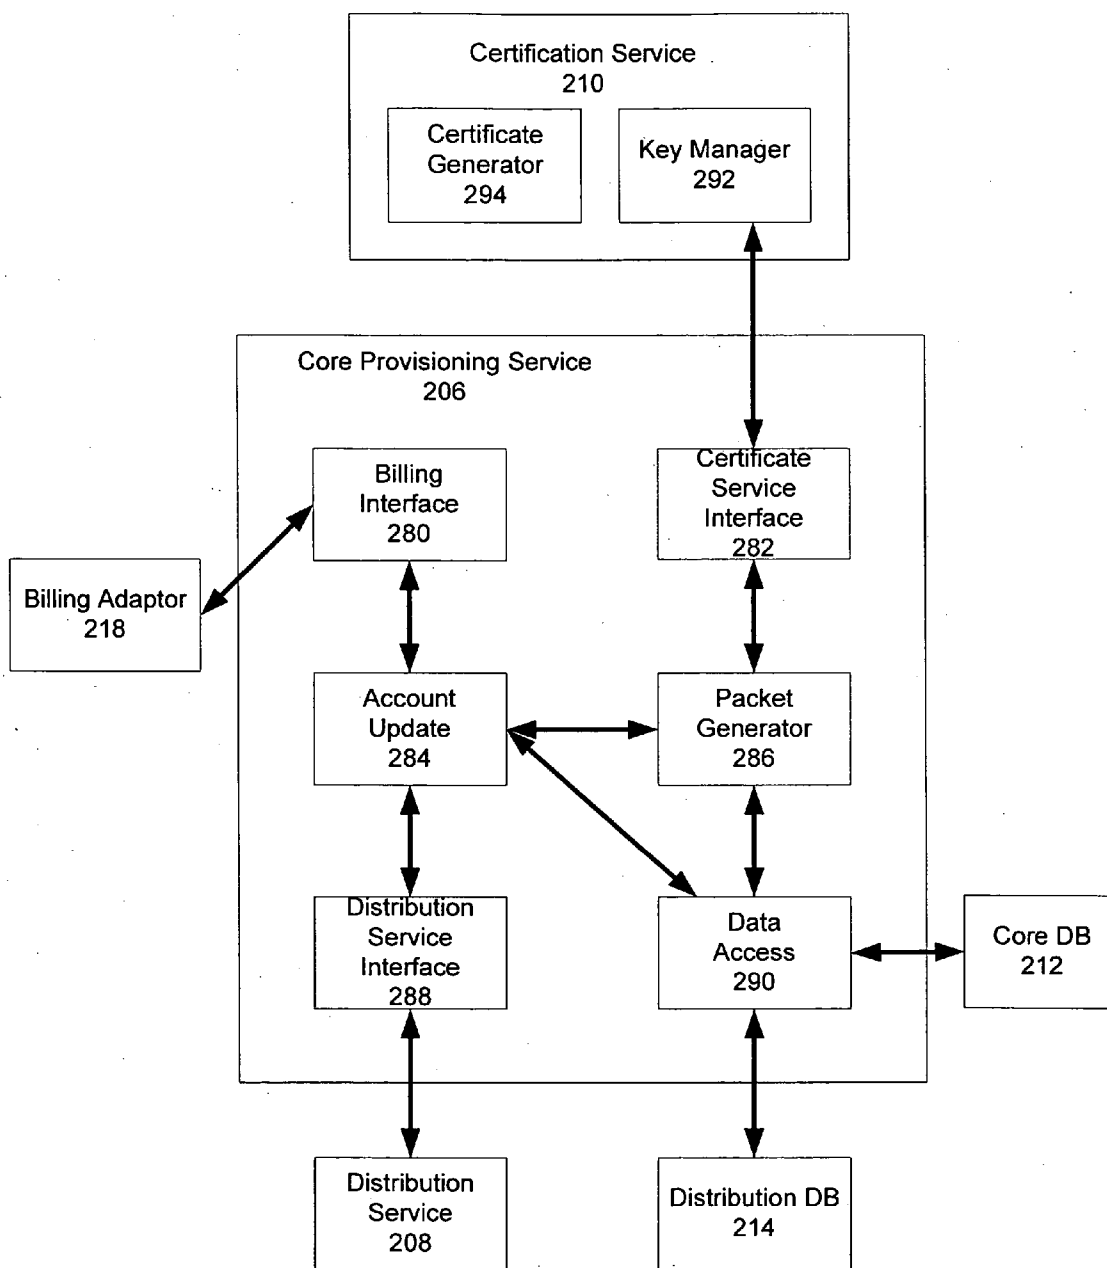 Certification Service
210
Certificate
Generator
294
Key Manager
292
Core Provisioning Service
206
Billing
Interface
280
Certificate
Service
Interface
282
Billing Adaptor
218
Account
Update
284
Packet
Generator
286
Distribution
Service
Interface
288
Data
Access
290
Core DB
212
Distribution
Service
208
Distribution DB
214